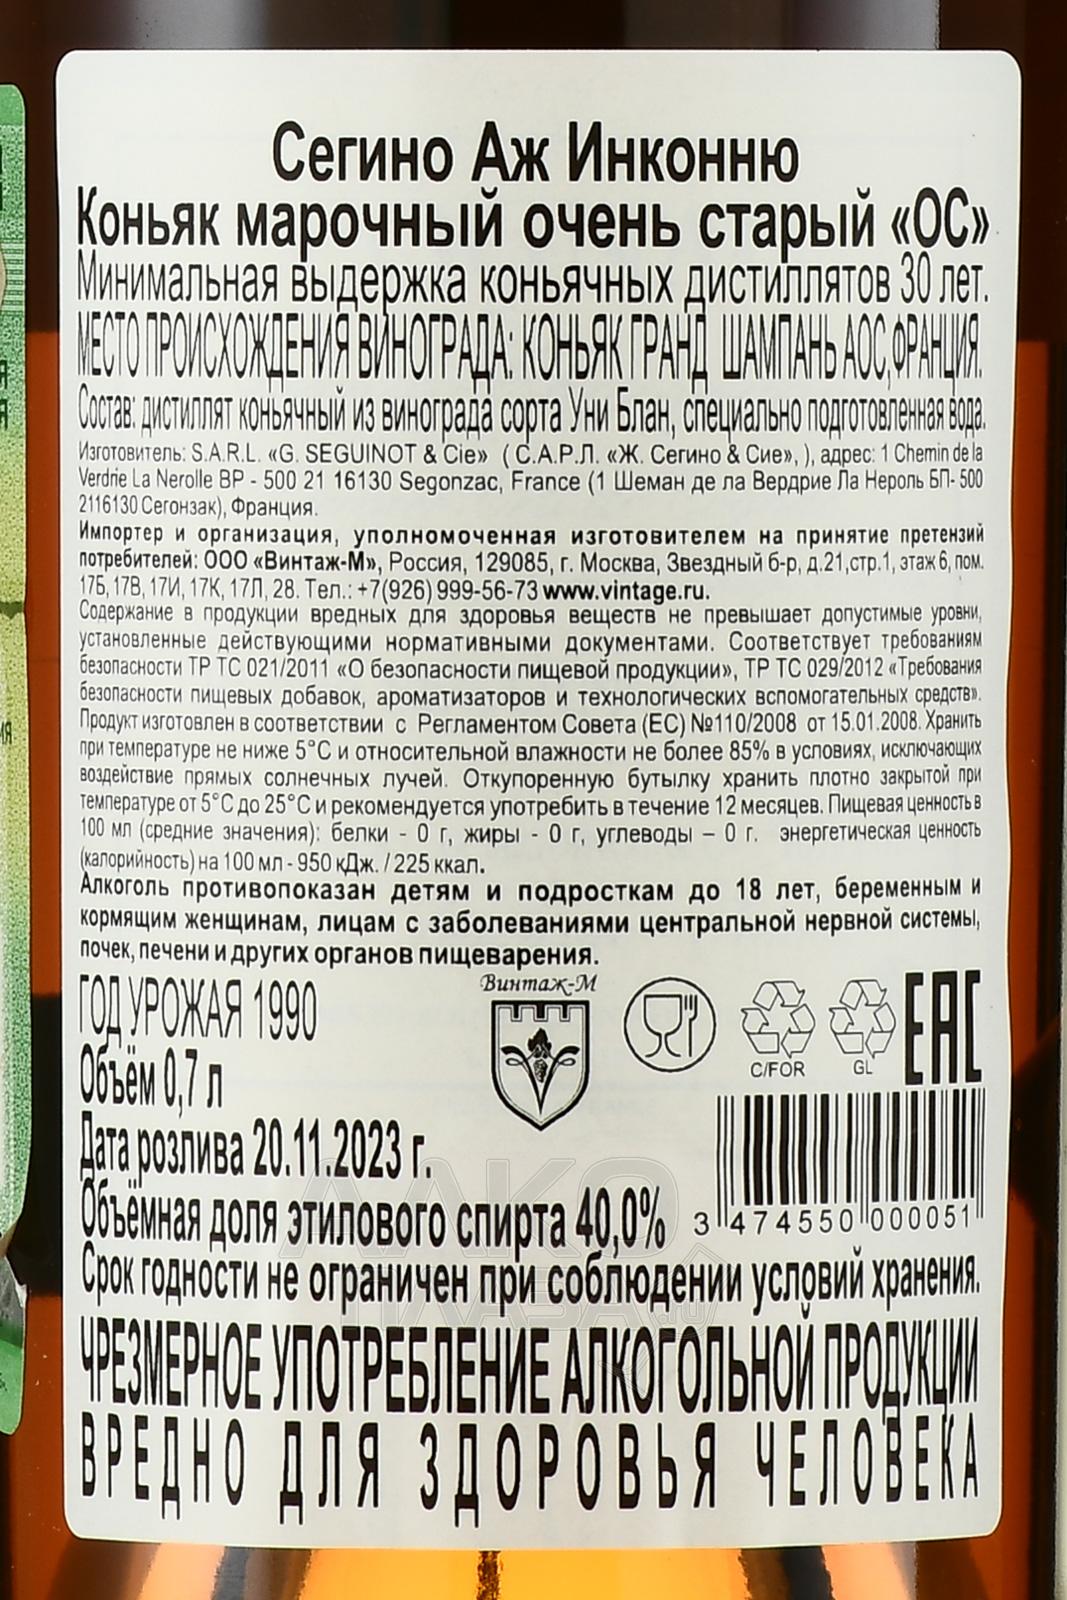 Сегино Аж Инконню
Коньяк марочный очень старый «ОС»
Минимальная выдержка коньячных дистиллятов 30 лет.
МЕСТО ПРОИСХОЖДЕНИЯ ВИНОГРАДА: КОНЬЯК ГРАНД ШАМПАНЬ АОС, ФРАНЦИЯ.
Состав: дистиллят коньячный из винограда сорта Уни Блан, специально подготовленная вода.
Изготовитель: S.A.R.L. «G. SEGUINOT & Cie» ( С.А.Р.Л. «Ж. Сегино & Сие», ), адрес: 1 Chemin de la
Verdrie La Nerolle BP - 500 21 16130 Segonzac, France (1 Шеман де ла Вердрие Ла Нероль БП- 500
2116130 Сегонзак), Франция.
Импортер и организация, уполномоченная изготовителем на принятие претензий
потребителей: ООО «Винтаж-М», Россия, 129085, г. Москва, Звездный б-р, д.21,стр.1, этаж 6, пом.
17Б,17В, 17И, 17К, 17Л, 28. Тел.: +7(926) 999-56-73 www.vintage.ru.
Содержание в продукции вредных для здоровья веществ не превышает допустимые уровни,
установленные действующими нормативными документами. Соответствует требованиям
безопасности ТР ТС 021/2011 «О безопасности пищевой продукции», ТР ТС 029/2012 «Требования
безопасности пищевых добавок, ароматизаторов и технологических вспомогательных средств».
Продукт изготовлен в соответствии с Регламентом Совета (ЕС) №110/2008 от 15.01.2008. Хранить
при температуре не ниже 5°С и относительной влажности не более 85% в условиях, исключающих
воздействие прямых солнечных лучей. Откупоренную бутылку хранить плотно закрытой при
температуре от 5°С до 25°С и рекомендуется употребить в течение 12 месяцев. Пищевая ценность в
100 мл (средние значения): белки - 0 г, жиры - 0 г, углеводы – 0 г. энергетическая ценность
(калорийность) на 100 мл - 950 кДж. / 225 ккал.
Алкоголь противопоказан детям и подросткам до 18 лет, беременным и
кормящим женщинам, лицам с заболеваниями центральной нервной системы,
почек, печени и других органов пищеварения.
Винтаж-М
ГОД УРОЖАЯ 1990
C/FOR GL EAC
Объём 0,7 л
Дата розлива 20.11.2023 г.
Объёмная доля этилового спирта 40,0%
3 474550 000051
Срок годности не ограничен при соблюдении условий хранения.
ЧРЕЗМЕРНОЕ УПОТРЕБЛЕНИЕ АЛКОГОЛЬНОЙ ПРОДУКЦИИ
ВРЕДНО ДЛЯ ЗДОРОВЬЯ ЧЕЛОВЕКА